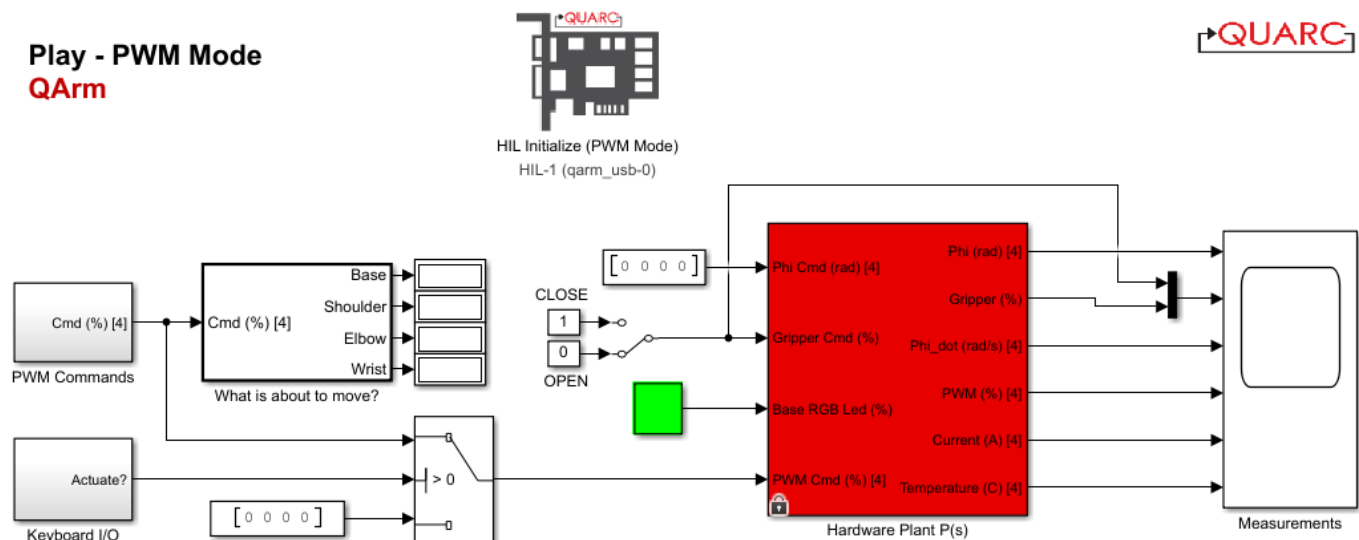 Play - PWM Mode
QArm
QUARC
HIL Initialize (PWM Mode)
HIL-1 (qarm_usb-0)
QUARC
Cmd (%) [4]
PWM Commands
Cmd (%) [4]
Base
Shoulder
Elbow
Wrist
What is about to move?
Actuate?
Keyboard I/O
> 0
[0 0 0 0]
[0 0 0 0]
CLOSE
1
0
OPEN
Phi Cmd (rad) [4]
Gripper Cmd (%)
Base RGB Led (%)
PWM Cmd (%) [4]
Phi (rad) [4]
Gripper (%)
Phi_dot (rad/s) [4]
PWM (%) [4]
Current (A) [4]
Temperature (C) [4]
Hardware Plant P(s)
Measurements